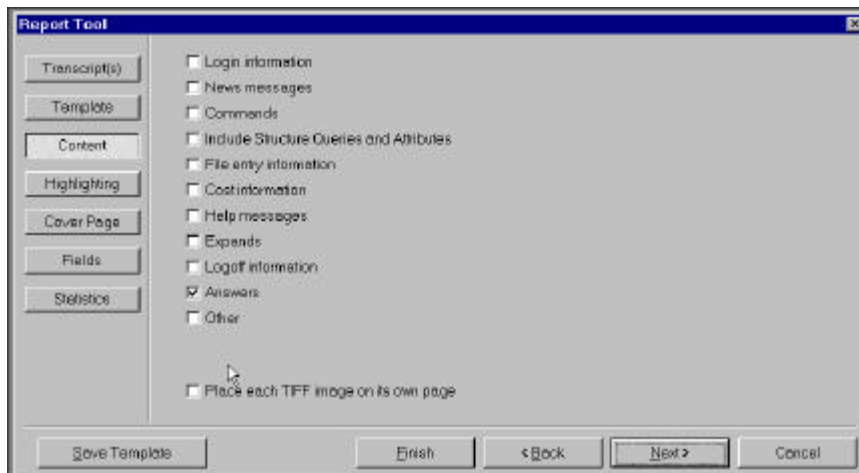 Report Tool
Transcript(s)
Template
Content
Highlighting
Cover Page
Fields
Statistics
Login information
News messages
Commands
Include Structure Queries and Attributes
File entry information
Cost information
Help messages
Expands
Logoff information
Answers
Other
Place each TIFF image on its own page
Save Template
Finish
< Back
Next >
Cancel